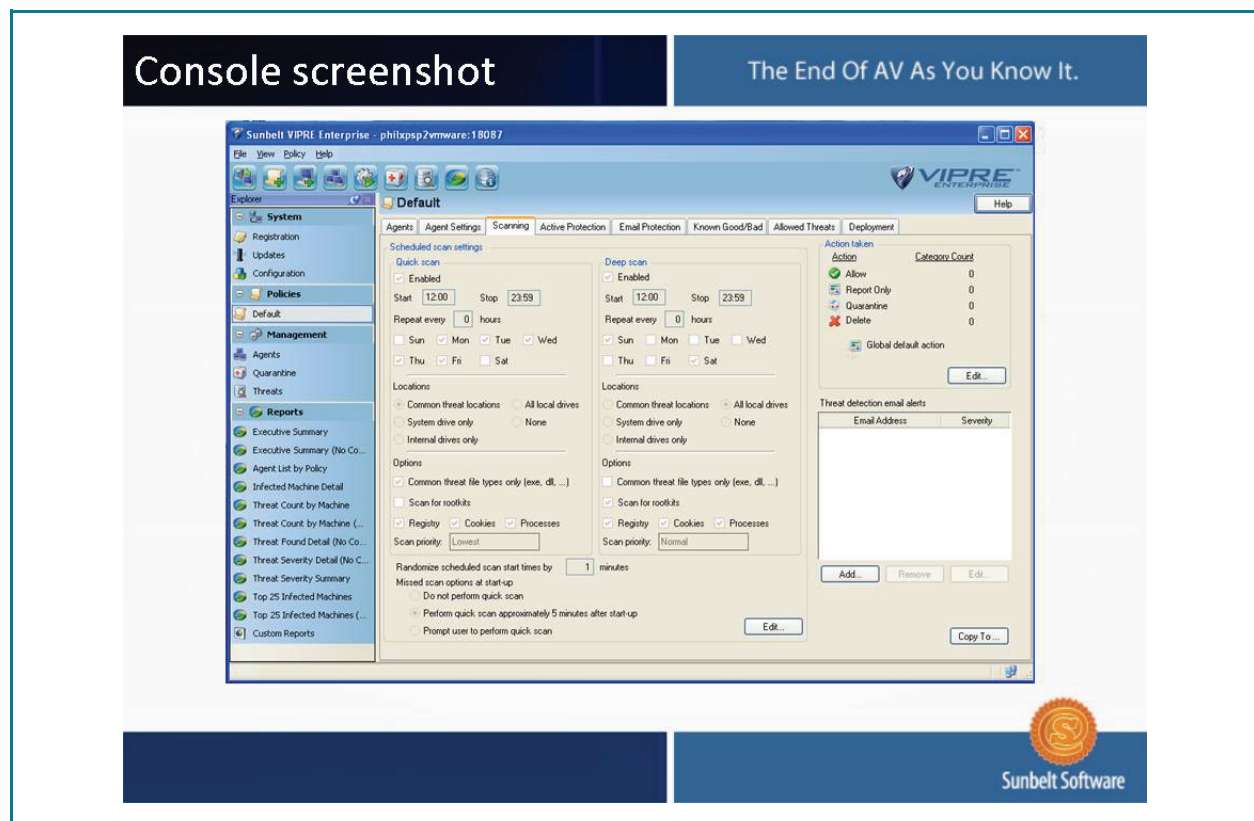 Console screenshot
The End Of AV As You Know It.
Sunbelt VIPRE Enterprise - philxpsp2vmware:18087
File View Policy Help
VIPRE
ENTERPRISE
Explorer
Default
Help
System
Registration
Updates
Configuration
Policies
Default
Management
Agents
Quarantine
Threats
Reports
Executive Summary
Executive Summary (No Co...
Agent List by Policy
Infected Machine Detail
Threat Count by Machine
Threat Count by Machine (...
Threat Found Detail (No Co...
Threat Severity Detail (No C...
Threat Severity Summary
Top 25 Infected Machines
Top 25 Infected Machines (...
Custom Reports
Agents Agent Settings Scanning Active Protection Email Protection Known Good/Bad Allowed Threats Deployment
Scheduled scan settings
Quick scan
Enabled
Start 12:00 Stop 23:59
Repeat every 0 hours
Sun Mon Tue Wed
Thu Fri Sat
Locations
Common threat locations All local drives
System drive only None
Internal drives only
Options
Common threat file types only (exe, dll, ...)
Scan for rootkits
Registry Cookies Processes
Scan priority: Lowest
Deep scan
Enabled
Start 12:00 Stop 23:59
Repeat every 0 hours
Sun Mon Tue Wed
Thu Fri Sat
Locations
Common threat locations All local drives
System drive only None
Internal drives only
Options
Common threat file types only (exe, dll, ...)
Scan for rootkits
Registry Cookies Processes
Scan priority: Normal
Randomize scheduled scan start times by 1 minutes
Missed scan options at start-up
Do not perform quick scan
Perform quick scan approximately 5 minutes after start-up
Prompt user to perform quick scan
Edit...
Action taken
Action Category Count
Allow 0
Report Only 0
Quarantine 0
Delete 0
Global default action
Edit...
Threat detection email alerts
Email Address Severity
Add... Remove Edit...
Copy To ...
S
Sunbelt Software